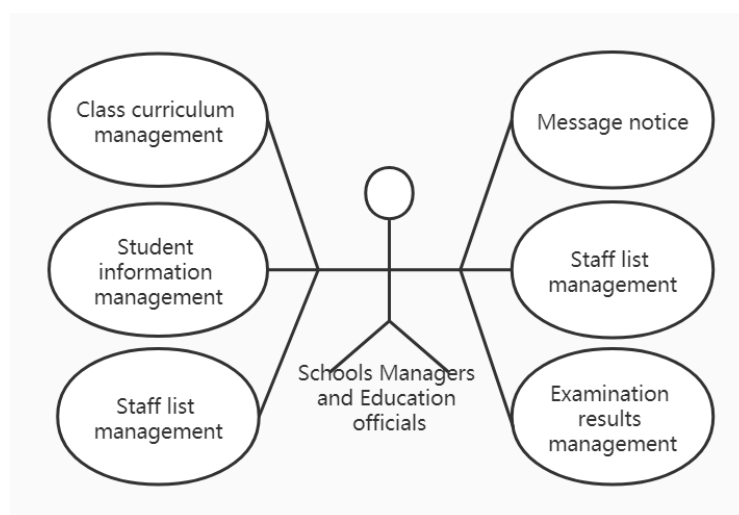 Class curriculum
management
Student
information
management
Staff list
management
Schools Managers
and Education
officials
Message notice
Staff list
management
Examination
results
management